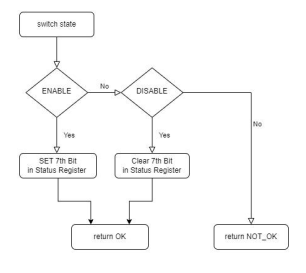 switch state
ENABLE
No
DISABLE
No
Yes
Yes
SET 7th Bit
in Status Register
Clear 7th Bit
in Status Register
return OK
return NOT_OK